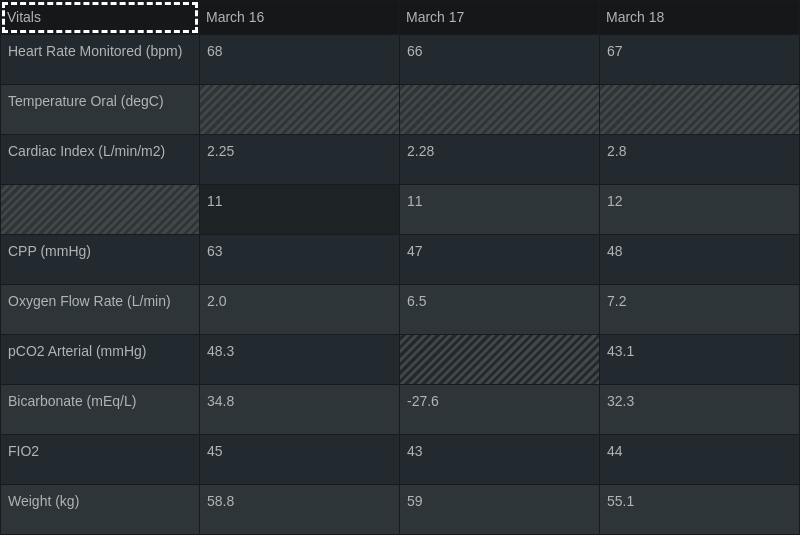 Vitals March 16 March 17 March 18
Heart Rate Monitored (bpm) 68 66 67
Temperature Oral (degC)
Cardiac Index (L/min/m2) 2.25 2.28 2.8
11 11 12
CPP (mmHg) 63 47 48
Oxygen Flow Rate (L/min) 2.0 6.5 7.2
pCO2 Arterial (mmHg) 48.3 43.1
Bicarbonate (mEq/L) 34.8 -27.6 32.3
FIO2 45 43 44
Weight (kg) 58.8 59 55.1